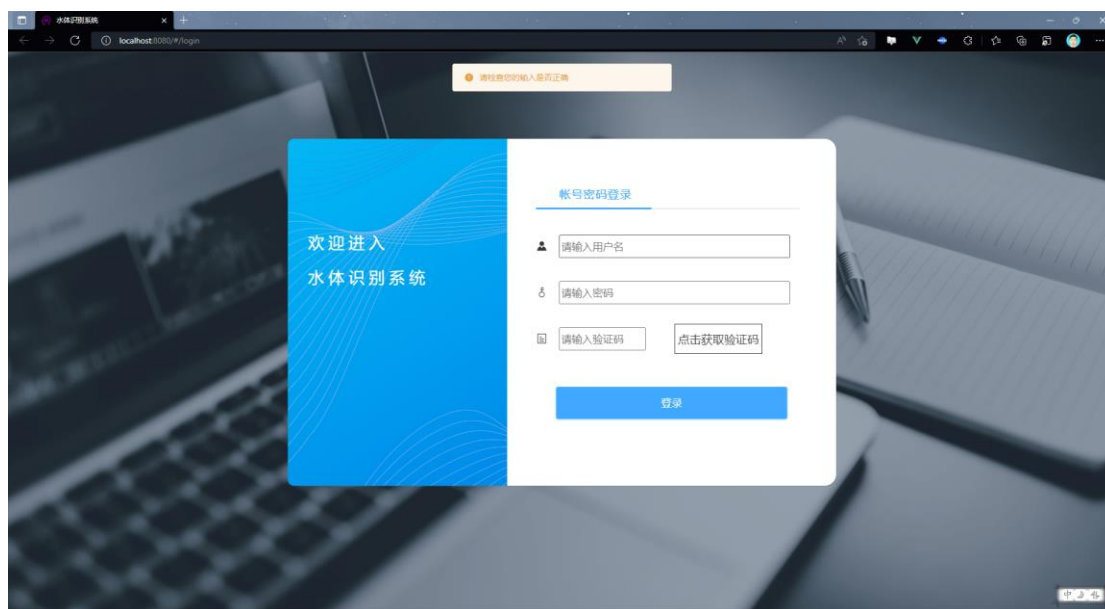 水体识别系统
localhost:8080/#/login
请检查您的输入是否正确
欢迎进入
水体识别系统
帐号密码登录
请输入用户名
请输入密码
请输入验证码
点击获取验证码
登录
中